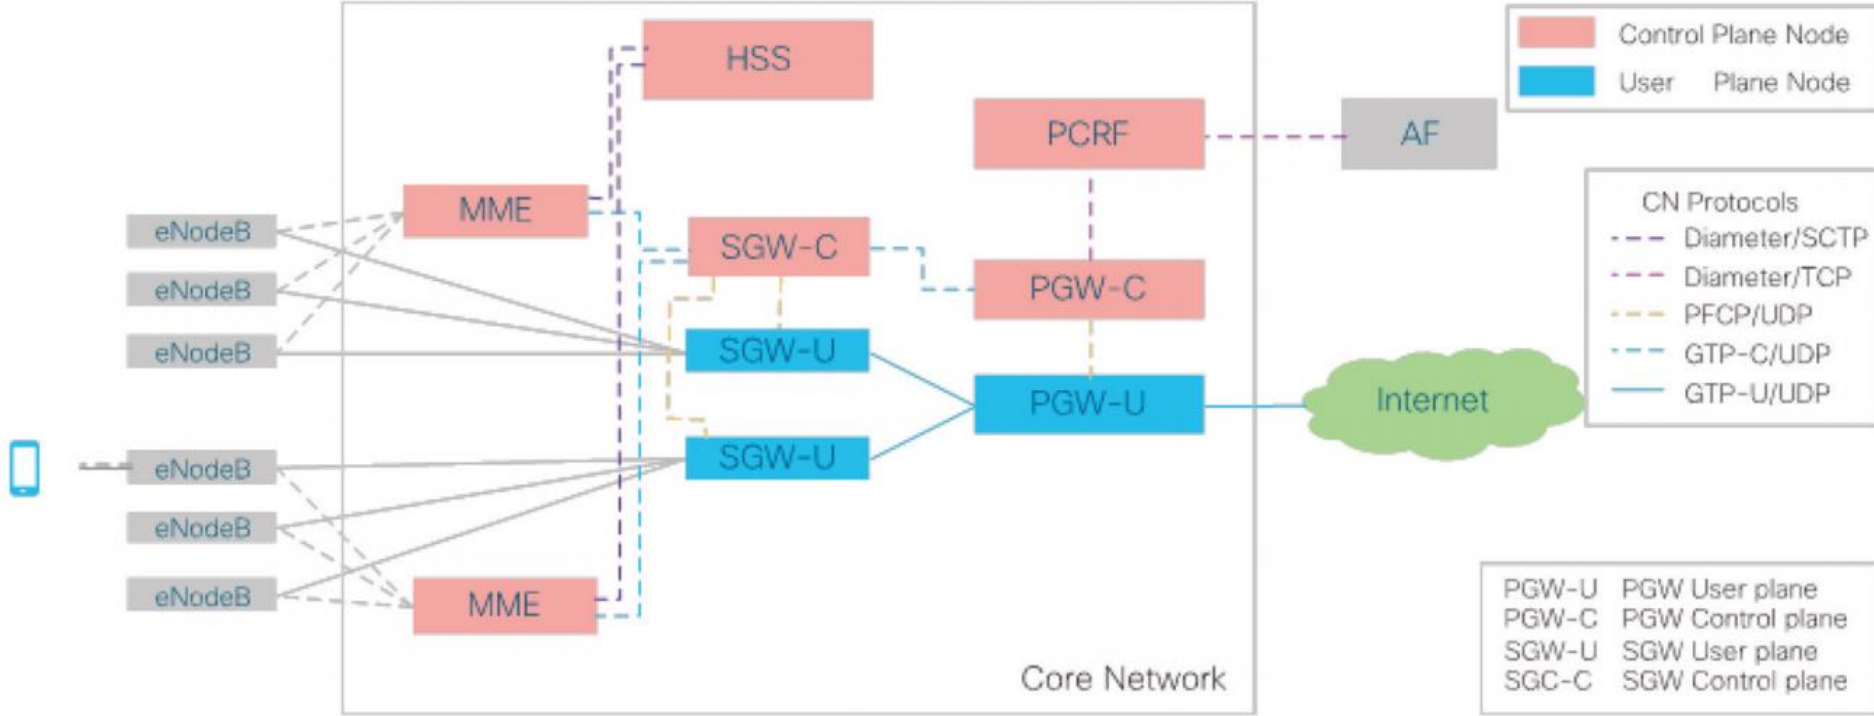 HSS
Control Plane Node
User Plane Node
PCRF
AF
MME
eNodeB
SGW-C
CN Protocols
Diameter/SCTP
Diameter/TCP
PFCP/UDP
GTP-C/UDP
GTP-U/UDP
eNodeB
PGW-C
eNodeB
SGW-U
PGW-U
Internet
eNodeB
SGW-U
eNodeB
eNodeB
MME
Core Network
PGW-U PGW User plane
PGW-C PGW Control plane
SGW-U SGW User plane
SGC-C SGW Control plane